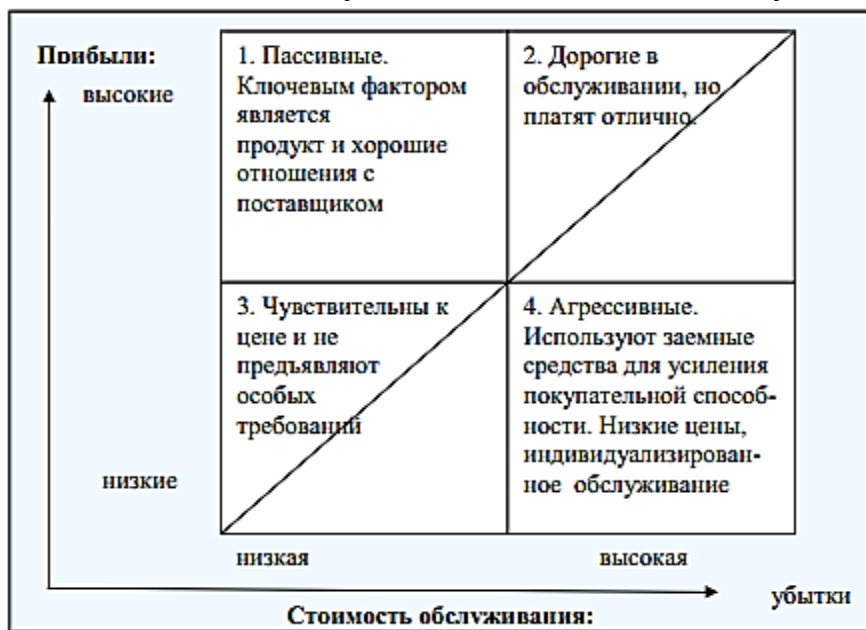 Прибыли:
высокие
1. Пассивные.
Ключевым фактором
является
продукт и хорошие
отношения с
поставщиком
2. Дорогие в
обслуживании, но
платят отлично.
3. Чувствительны к
цене и не
предъявляют
особых
требований
4. Агрессивные.
Используют заемные
средства для усиления
покупательной способ-
ности. Низкие цены,
индивидуализирован-
ное обслуживание
низкие
низкая
высокая
убытки
Стоимость обслуживания: